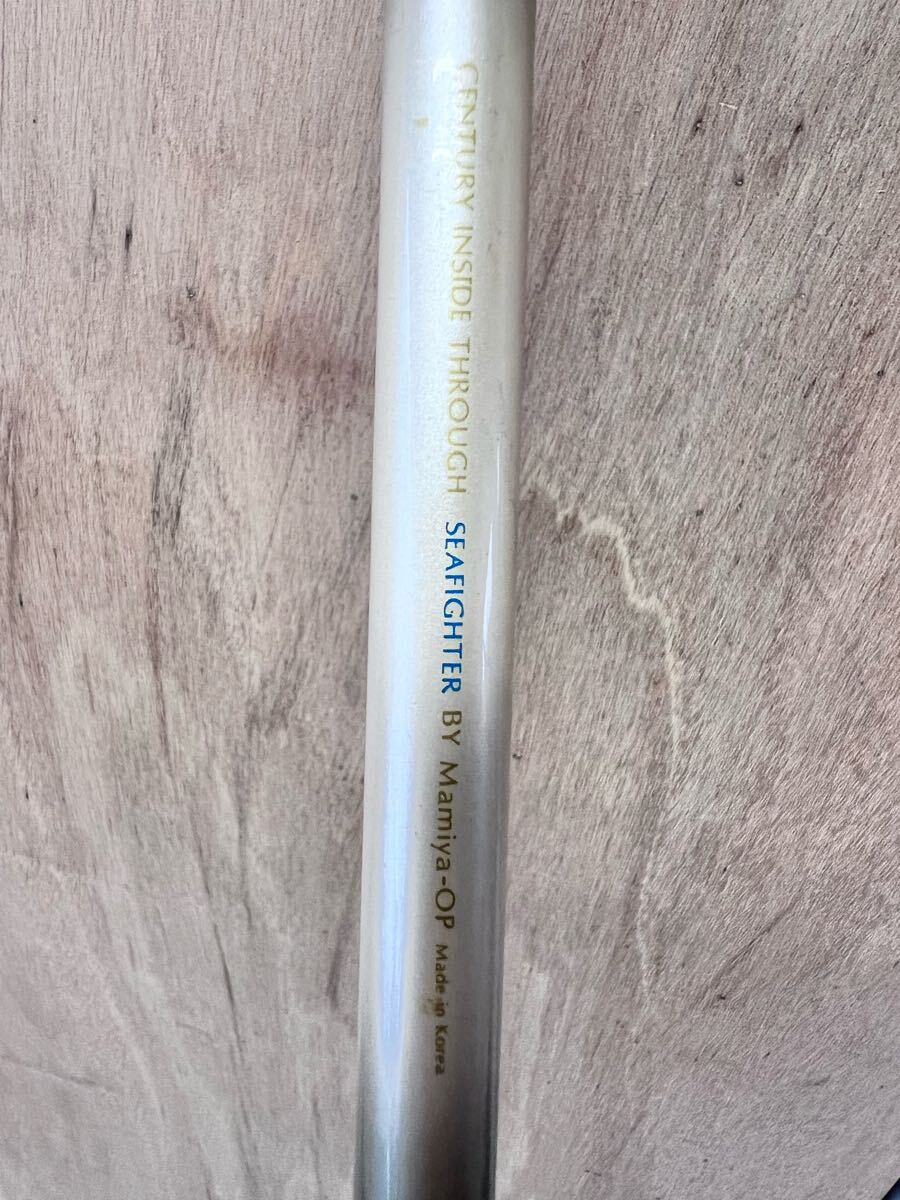 CENTURY INSIDE THROUGH SEAFIGHTER BY Mamiya-OP Made in Korea